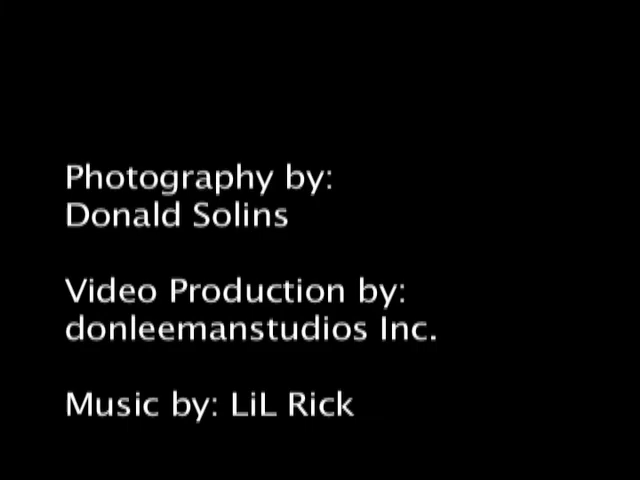 Photography by:
Donald Solins
Video Production by:
donleemanstudios Inc.
Music by: LiL Rick